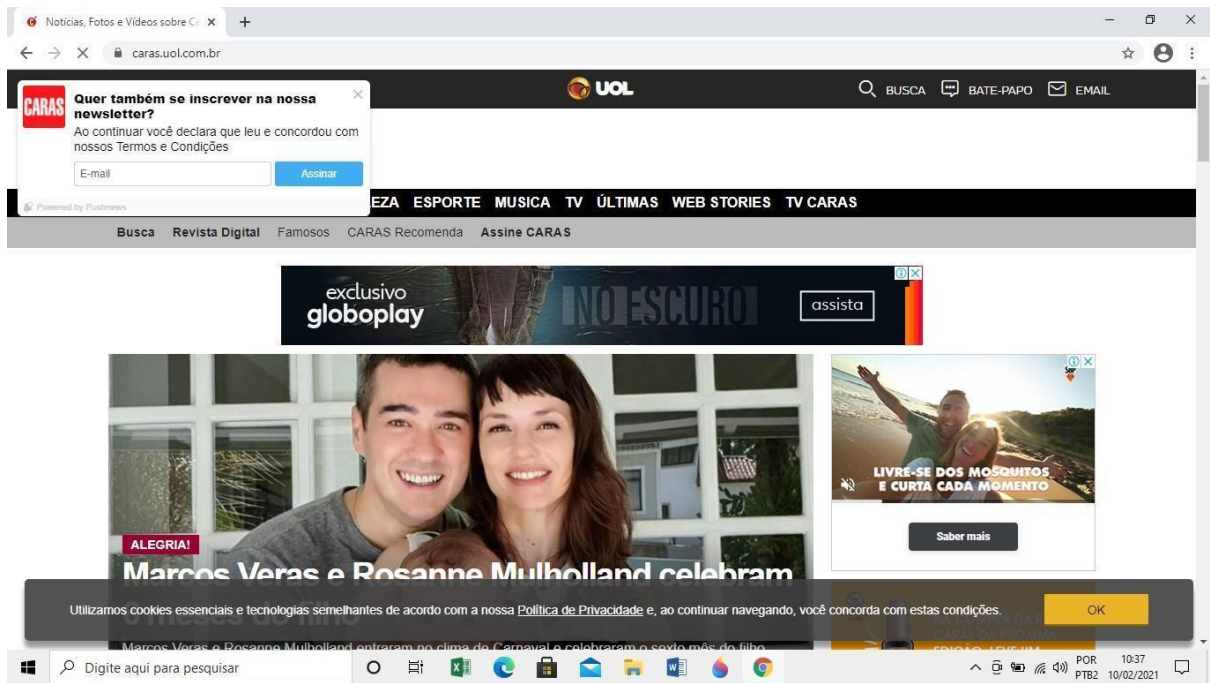 Notícias, Fotos e Vídeos sobre Ce
caras.uol.com.br
CARAS
Quer também se inscrever na nossa
newsletter?
Ao continuar você declara que leu e concordou com
nossos Termos e Condições
E-mail
Assinar
Powered by Pushnews
UOL
BUSCA
BATE-PAPO
EMAIL
EZA ESPORTE MUSICA TV ÚLTIMAS WEB STORIES TV CARAS
Busca Revista Digital Famosos CARAS Recomenda Assine CARAS
exclusivo
globoplay
NO ESCURO
assista
LIVRE-SE DOS MOSQUITOS
E CURTA CADA MOMENTO
Saber mais
ALEGRIA!
Marcos Veras e Rosanne Mulholland celebram
6 meses do filho
Utilizamos cookies essenciais e tecnologias semelhantes de acordo com a nossa Política de Privacidade e, ao continuar navegando, você concorda com estas condições.
OK
Marcos Veras e Rosanne Mulholland entraram no clima de Carnaval e celebraram o sexto mês do filho
Digite aqui para pesquisar
POR
PTB2
10:37
10/02/2021